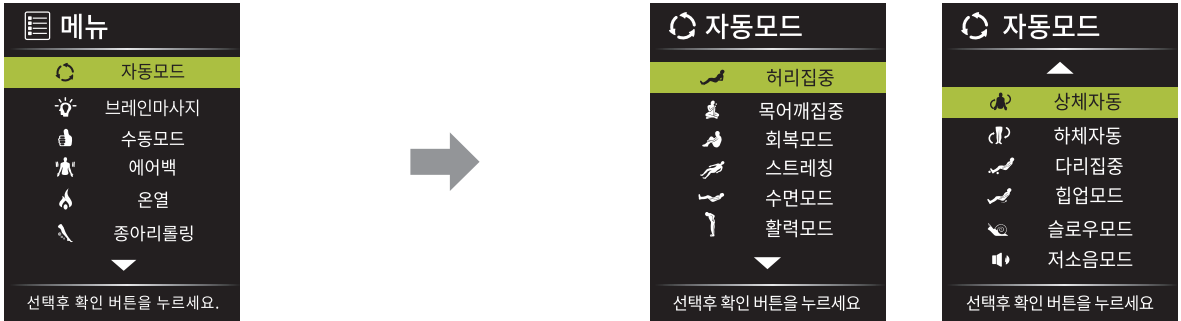 메뉴
자동모드
브레인마사지
수동모드
에어백
온열
종아리롤링
선택후 확인 버튼을 누르세요.
자동모드
허리집중
목어깨집중
회복모드
스트레칭
수면모드
활력모드
선택후 확인 버튼을 누르세요
자동모드
상체자동
하체자동
다리집중
힙업모드
슬로우모드
저소음모드
선택후 확인 버튼을 누르세요